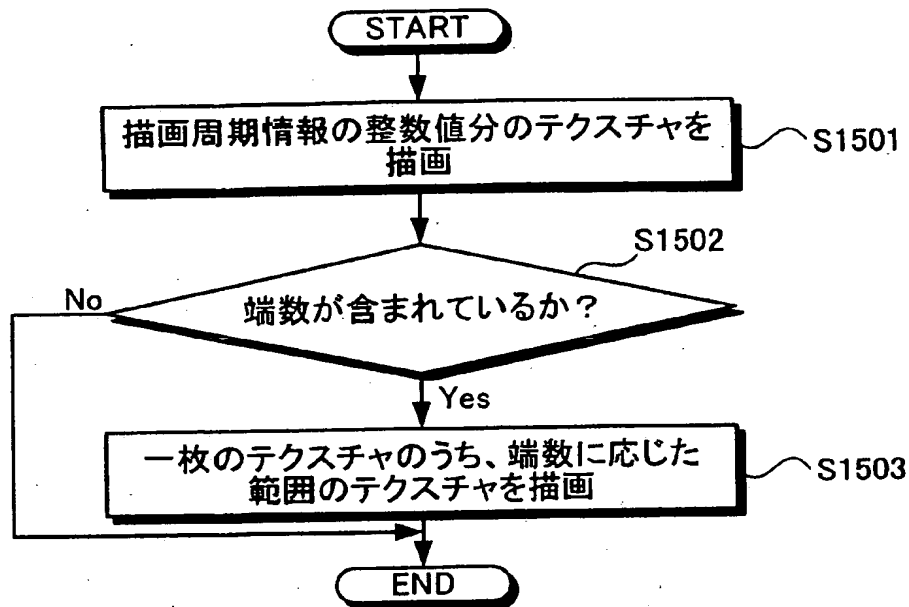 START
描画周期情報の整数値分のテクスチャを
描画
S1501
S1502
端数が含まれているか?
No
Yes
一枚のテクスチャのうち、端数に応じた
範囲のテクスチャを描画
S1503
END